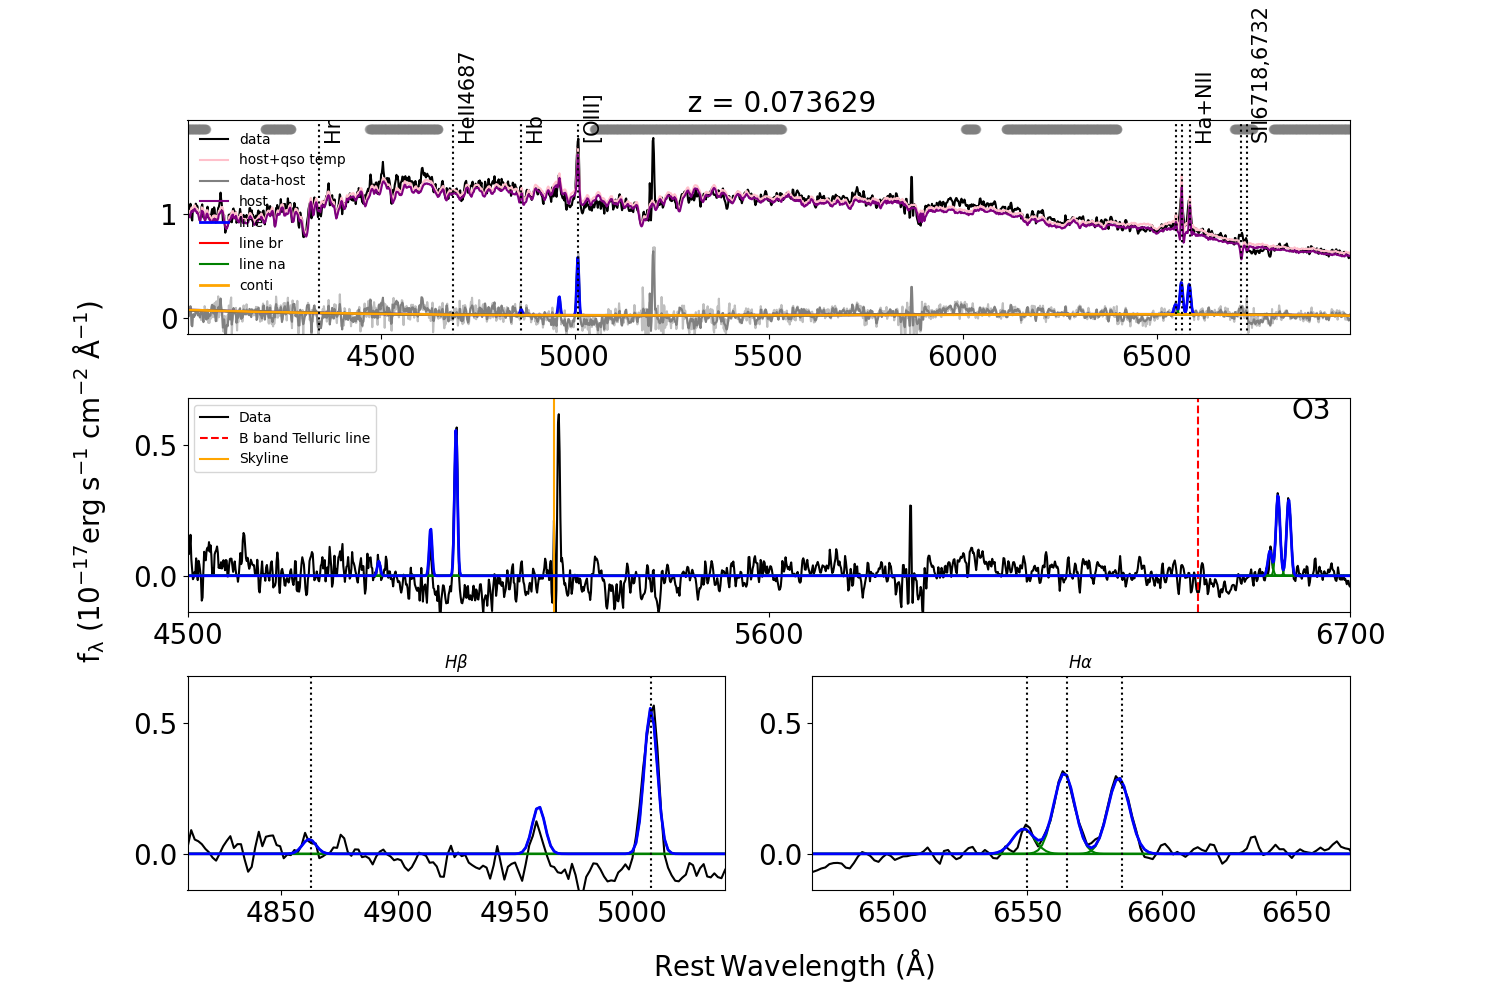 z = 0.073629
Hr
HeII4687
Hb
[OIII]
Ha+NII
SII6718,6732
data
host+qso temp
data-host
host
line
line br
line na
conti
1
0
4500
5000
5500
6000
6500
fλ (10−17erg s−1 cm−2 Å−1)
O3
Data
B band Telluric line
Skyline
0.5
0.0
4500
5600
6700
Hβ
0.5
0.0
4850
4900
4950
5000
Hα
0.5
0.0
6500
6550
6600
6650
Rest Wavelength (Å)